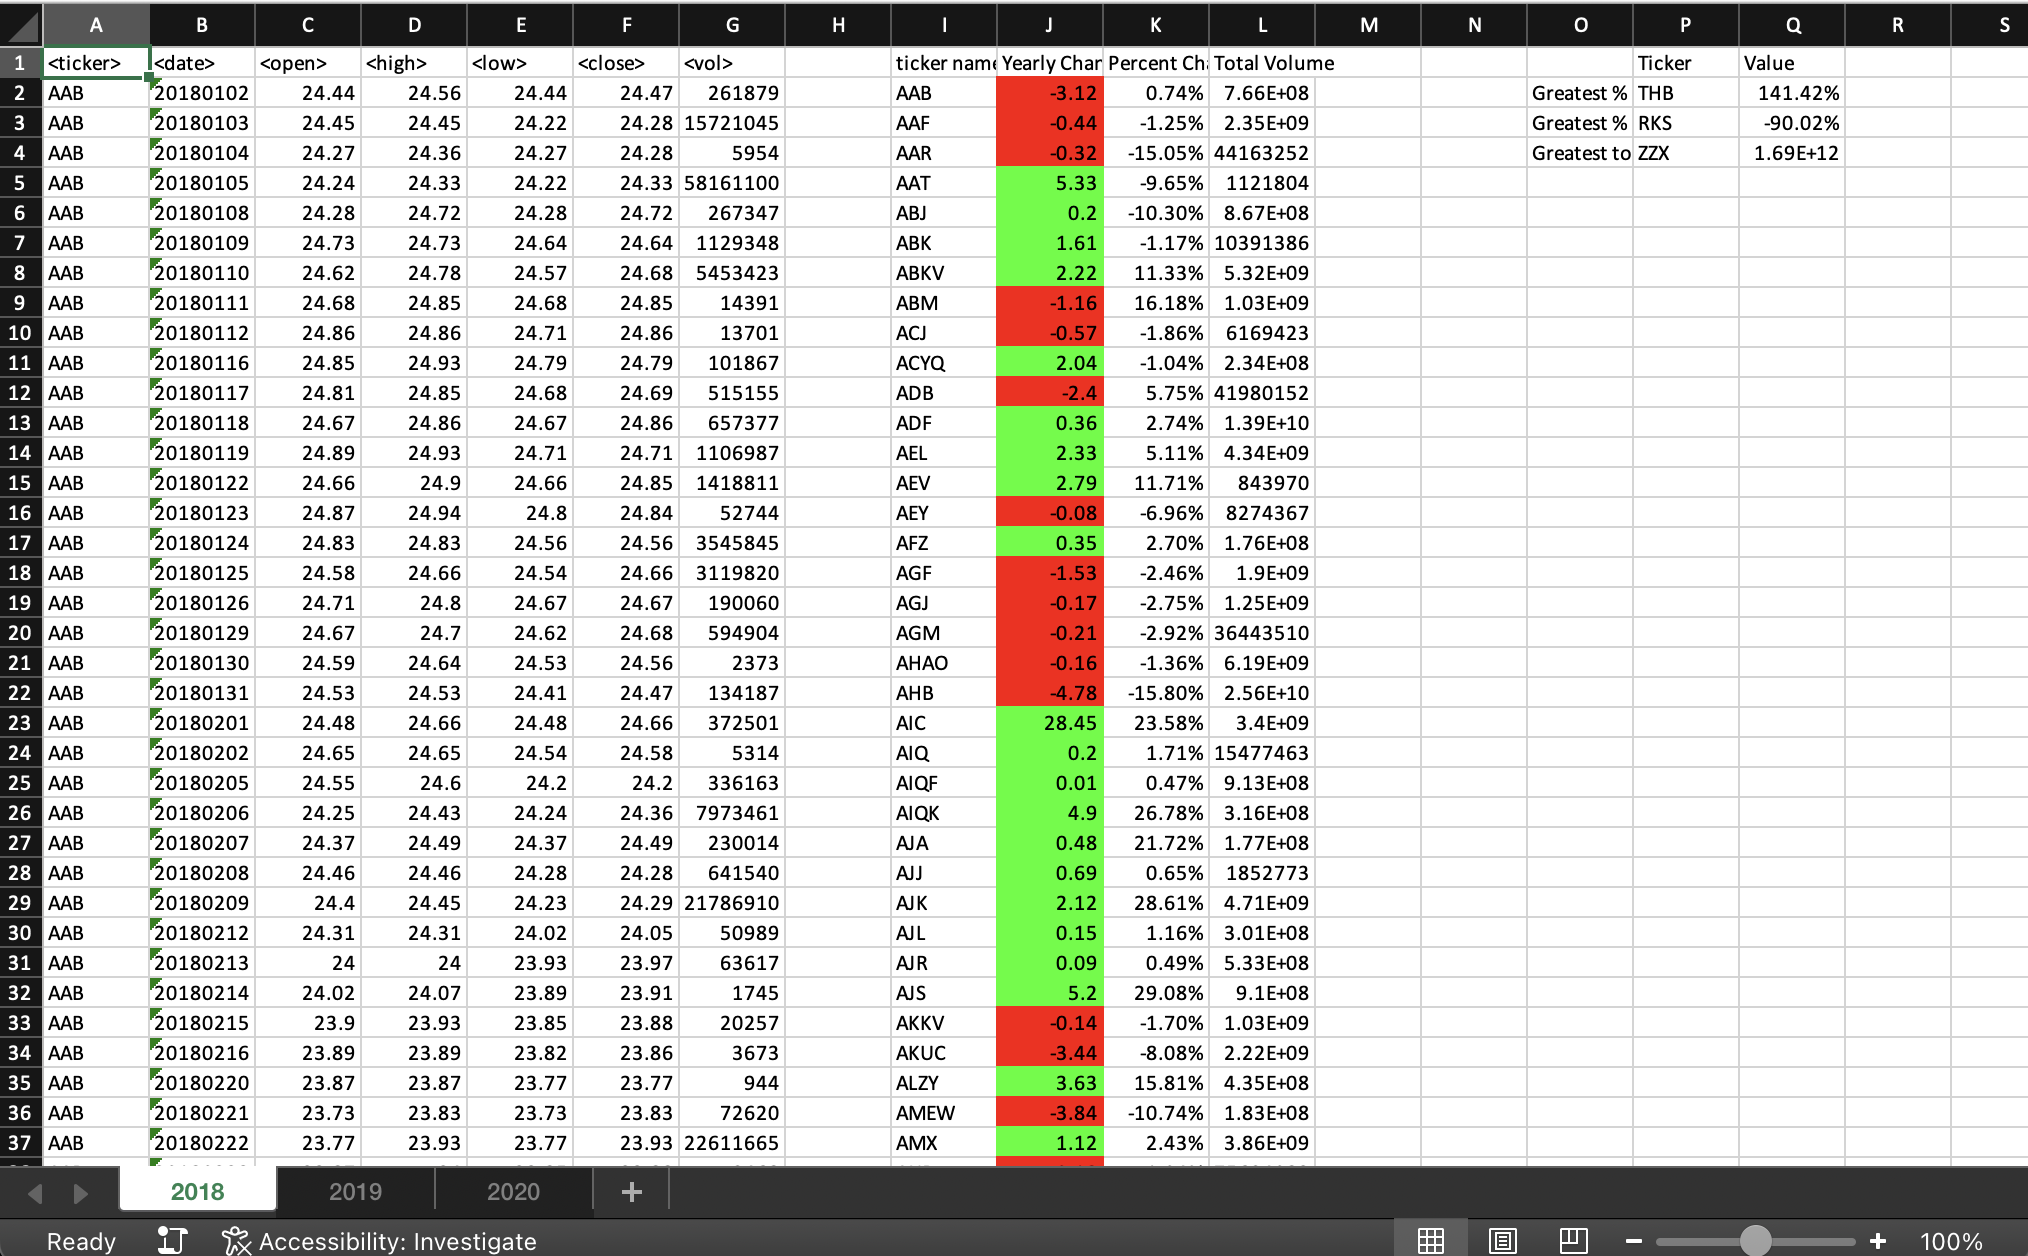 A B C D E F G H I J K L M N O P Q R S
1 <ticker> <date> <open> <high> <low> <close> <vol> ticker name Yearly Chan Percent Ch Total Volume Ticker Value
2 AAB 20180102 24.44 24.56 24.44 24.47 261879 AAB -3.12 0.74% 7.66E+08 Greatest % THB 141.42%
3 AAB 20180103 24.45 24.45 24.22 24.28 15721045 AAF -0.44 -1.25% 2.35E+09 Greatest % RKS -90.02%
4 AAB 20180104 24.27 24.36 24.27 24.28 5954 AAR -0.32 -15.05% 44163252 Greatest to ZZX 1.69E+12
5 AAB 20180105 24.24 24.33 24.22 24.33 58161100 AAT 5.33 -9.65% 1121804
6 AAB 20180108 24.28 24.72 24.28 24.72 267347 ABJ 0.2 -10.30% 8.67E+08
7 AAB 20180109 24.73 24.73 24.64 24.64 1129348 ABK 1.61 -1.17% 10391386
8 AAB 20180110 24.62 24.78 24.57 24.68 5453423 ABKV 2.22 11.33% 5.32E+09
9 AAB 20180111 24.68 24.85 24.68 24.85 14391 ABM -1.16 16.18% 1.03E+09
10 AAB 20180112 24.86 24.86 24.71 24.86 13701 ACJ -0.57 -1.86% 6169423
11 AAB 20180116 24.85 24.93 24.79 24.79 101867 ACYQ 2.04 -1.04% 2.34E+08
12 AAB 20180117 24.81 24.85 24.68 24.69 515155 ADB -2.4 5.75% 41980152
13 AAB 20180118 24.67 24.86 24.67 24.86 657377 ADF 0.36 2.74% 1.39E+10
14 AAB 20180119 24.89 24.93 24.71 24.71 1106987 AEL 2.33 5.11% 4.34E+09
15 AAB 20180122 24.66 24.9 24.66 24.85 1418811 AEV 2.79 11.71% 843970
16 AAB 20180123 24.87 24.94 24.8 24.84 52744 AEY -0.08 -6.96% 8274367
17 AAB 20180124 24.83 24.83 24.56 24.56 3545845 AFZ 0.35 2.70% 1.76E+08
18 AAB 20180125 24.58 24.66 24.54 24.66 3119820 AGF -1.53 -2.46% 1.9E+09
19 AAB 20180126 24.71 24.8 24.67 24.67 190060 AGJ -0.17 -2.75% 1.25E+09
20 AAB 20180129 24.67 24.7 24.62 24.68 594904 AGM -0.21 -2.92% 36443510
21 AAB 20180130 24.59 24.64 24.53 24.56 2373 AHAO -0.16 -1.36% 6.19E+09
22 AAB 20180131 24.53 24.53 24.41 24.47 134187 AHB -4.78 -15.80% 2.56E+10
23 AAB 20180201 24.48 24.66 24.48 24.66 372501 AIC 28.45 23.58% 3.4E+09
24 AAB 20180202 24.65 24.65 24.54 24.58 5314 AIQ 0.2 1.71% 15477463
25 AAB 20180205 24.55 24.6 24.2 24.2 336163 AIQF 0.01 0.47% 9.13E+08
26 AAB 20180206 24.25 24.43 24.24 24.36 7973461 AIQK 4.9 26.78% 3.16E+08
27 AAB 20180207 24.37 24.49 24.37 24.49 230014 AJA 0.48 21.72% 1.77E+08
28 AAB 20180208 24.46 24.46 24.28 24.28 641540 AJJ 0.69 0.65% 1852773
29 AAB 20180209 24.4 24.45 24.23 24.29 21786910 AJK 2.12 28.61% 4.71E+09
30 AAB 20180212 24.31 24.31 24.02 24.05 50989 AJL 0.15 1.16% 3.01E+08
31 AAB 20180213 24 24 23.93 23.97 63617 AJR 0.09 0.49% 5.33E+08
32 AAB 20180214 24.02 24.07 23.89 23.91 1745 AJS 5.2 29.08% 9.1E+08
33 AAB 20180215 23.9 23.93 23.85 23.88 20257 AKKV -0.14 -1.70% 1.03E+09
34 AAB 20180216 23.89 23.89 23.82 23.86 3673 AKUC -3.44 -8.08% 2.22E+09
35 AAB 20180220 23.87 23.87 23.77 23.77 944 ALZY 3.63 15.81% 4.35E+08
36 AAB 20180221 23.73 23.83 23.73 23.83 72620 AMEW -3.84 -10.74% 1.83E+08
37 AAB 20180222 23.77 23.93 23.77 23.93 22611665 AMX 1.12 2.43% 3.86E+09
2018 2019 2020 +
Ready Accessibility: Investigate − + 100%